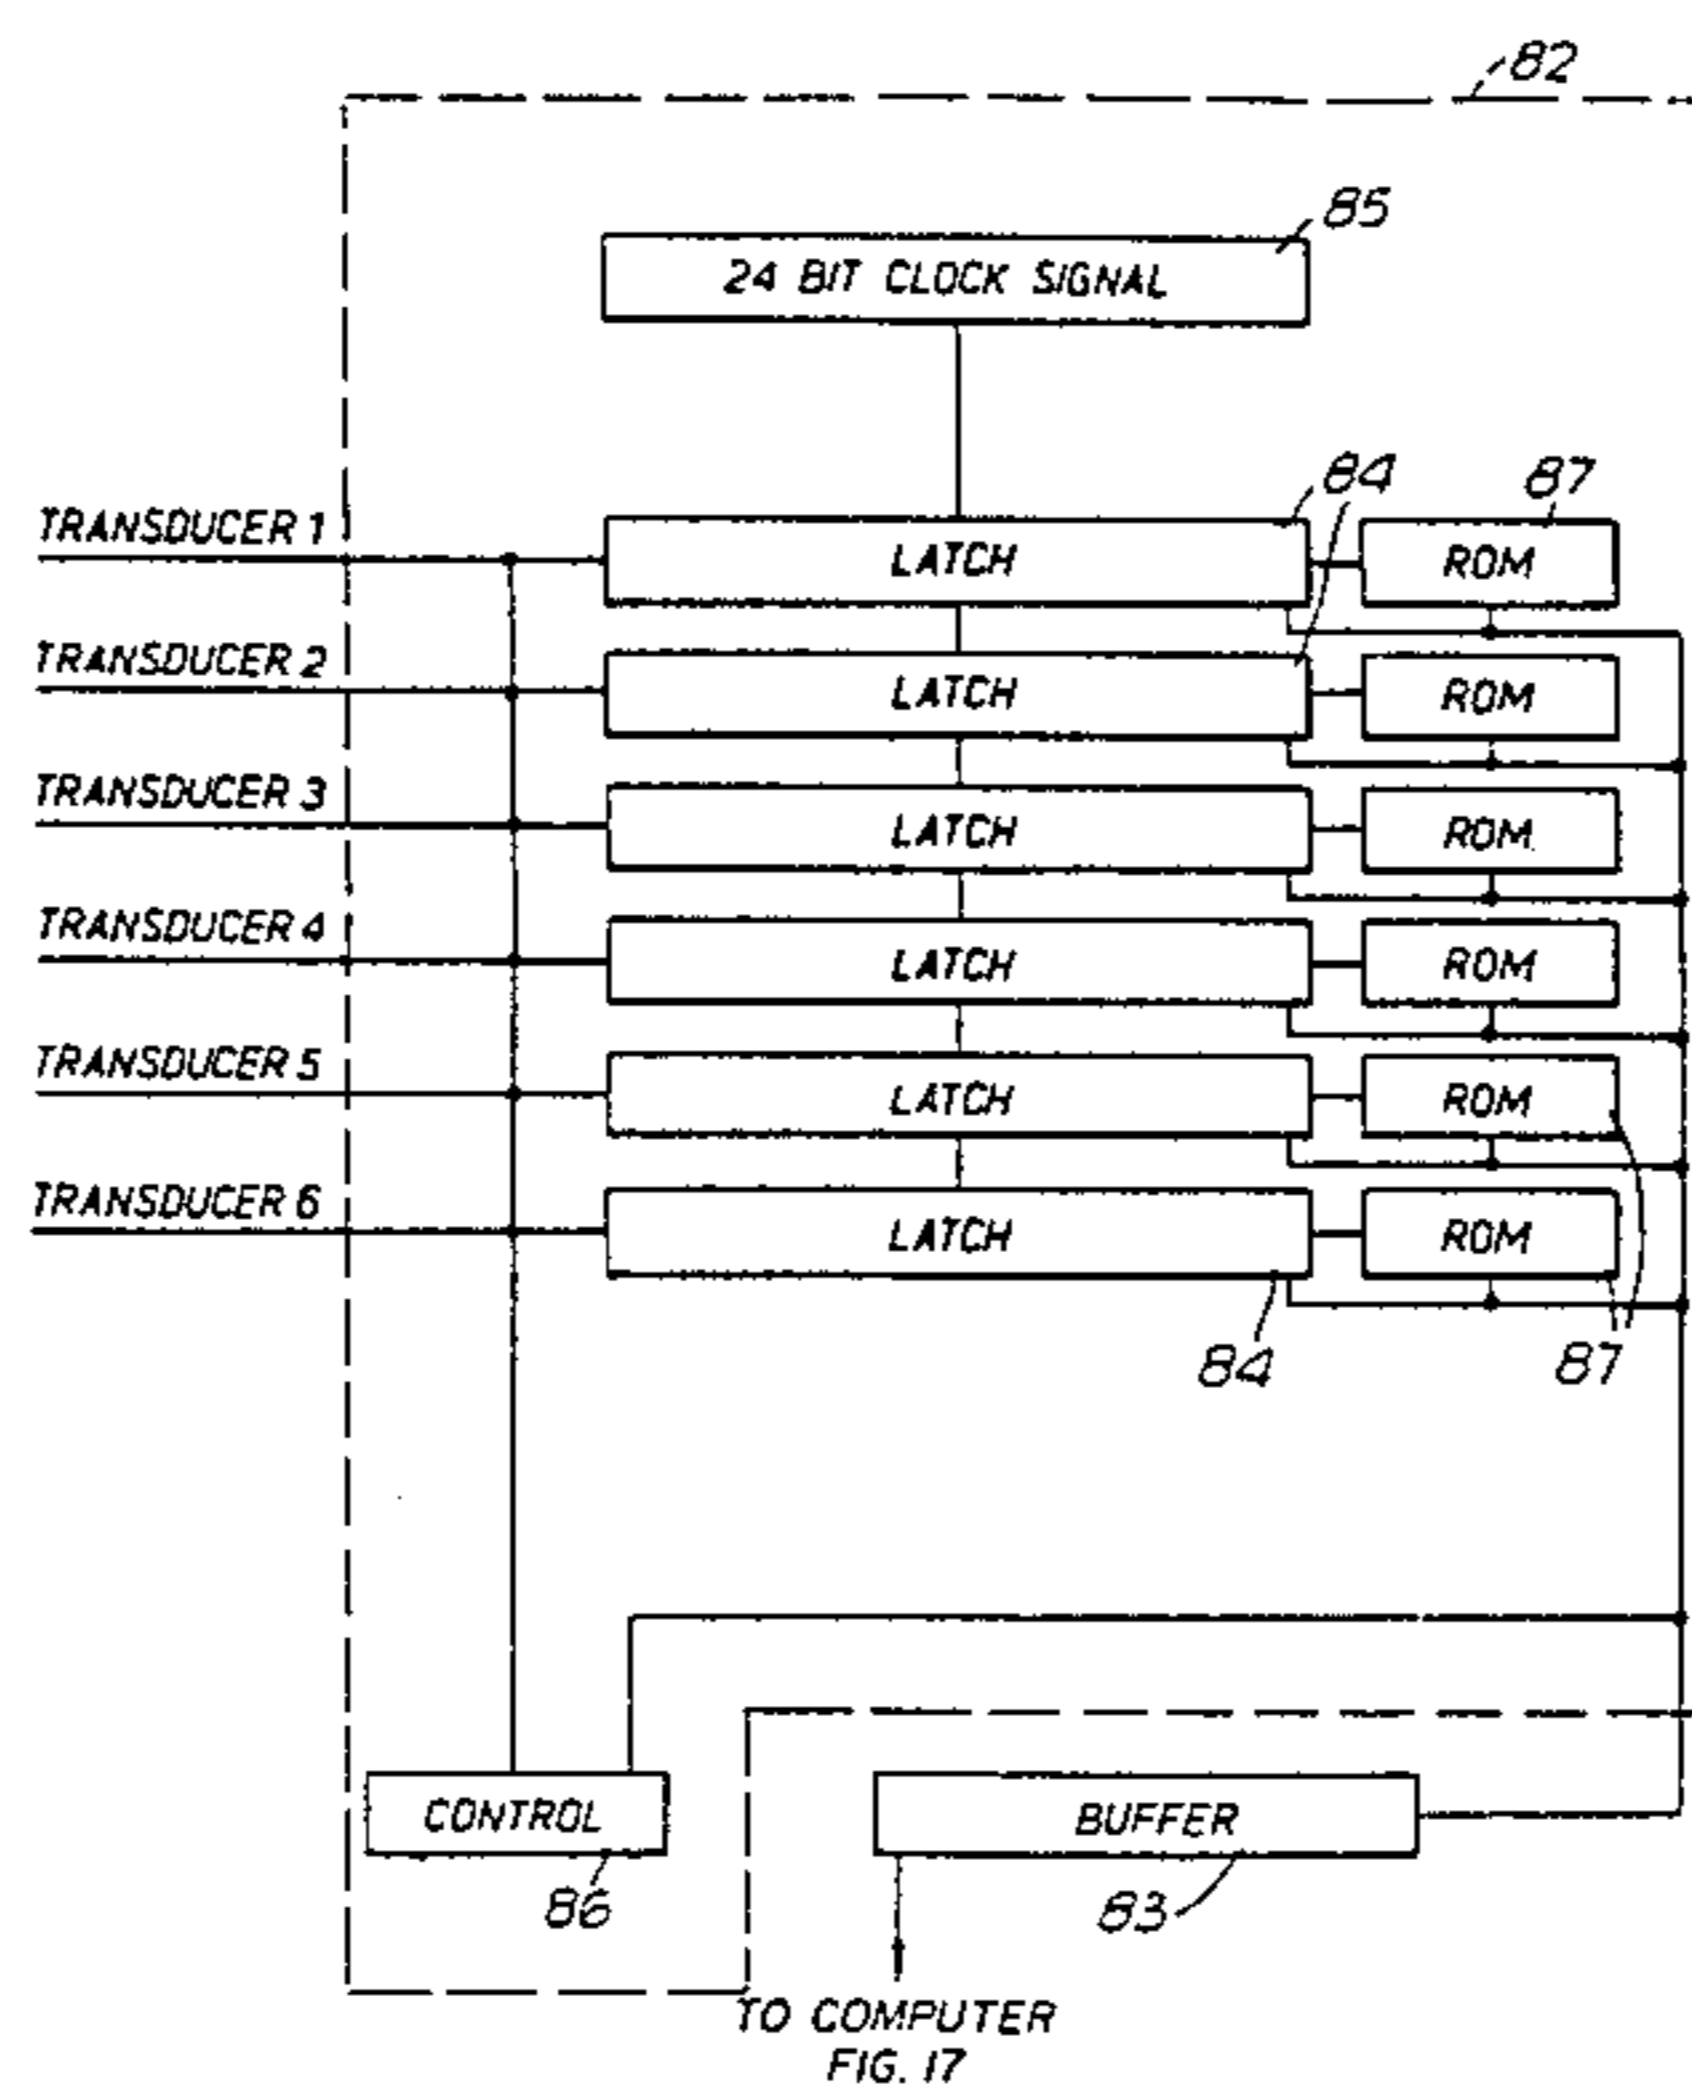 82
85
24 BIT CLOCK SIGNAL
84
87
TRANSDUCER 1
LATCH
ROM
TRANSDUCER 2
LATCH
ROM
TRANSDUCER 3
LATCH
ROM
TRANSDUCER 4
LATCH
ROM
TRANSDUCER 5
LATCH
ROM
TRANSDUCER 6
LATCH
ROM
84
87
CONTROL
BUFFER
86
83
TO COMPUTER
FIG. 17